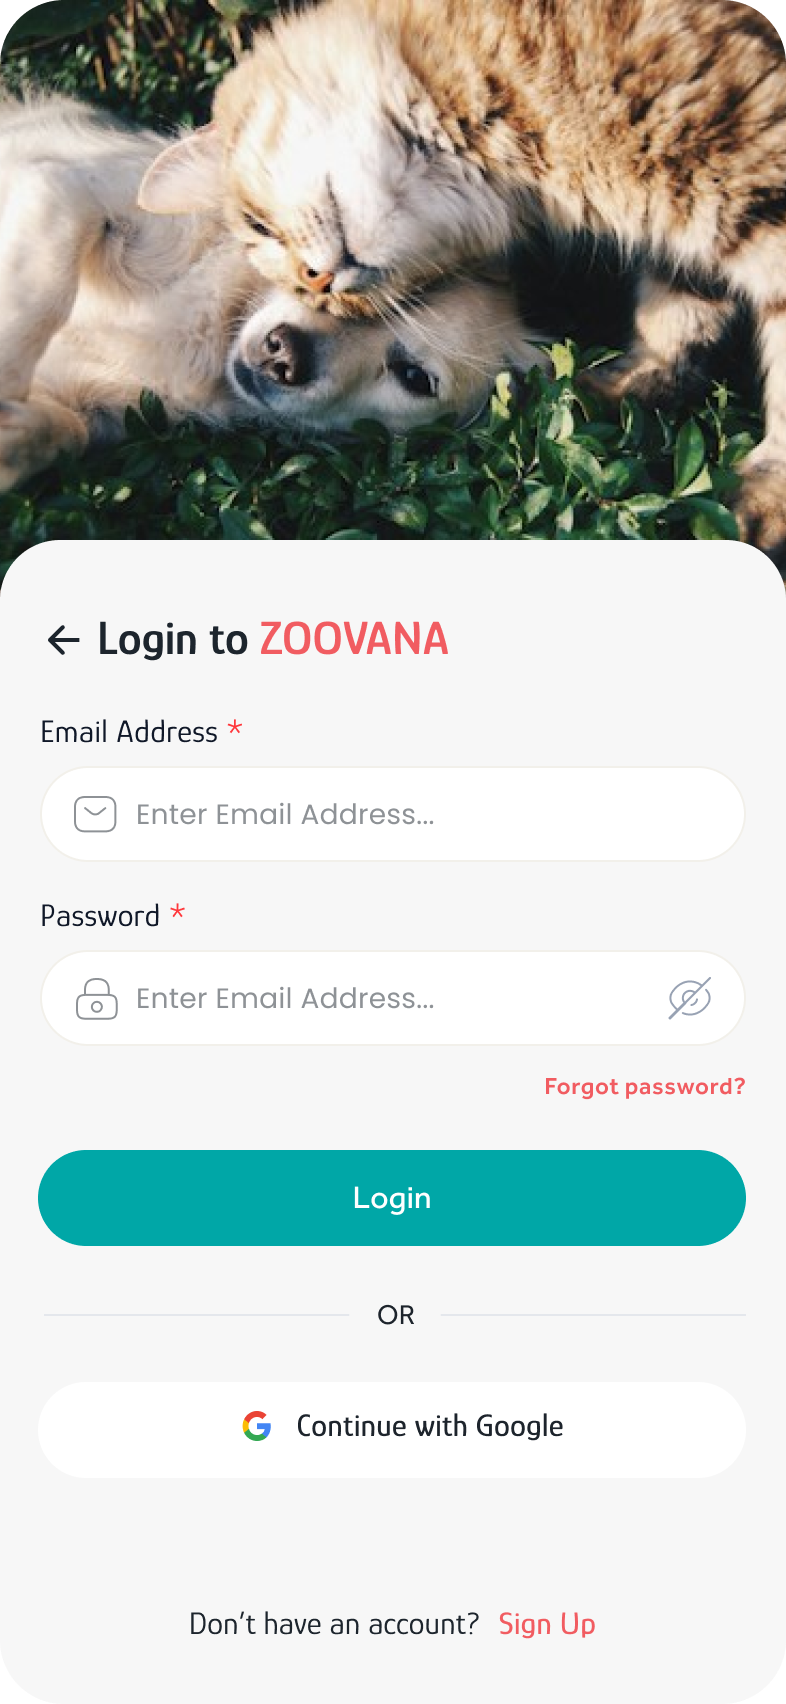 Login to ZOOVANA
Email Address *
Enter Email Address...
Password *
Enter Email Address...
Forgot password?
Login
OR
Continue with Google
Don’t have an account? Sign Up